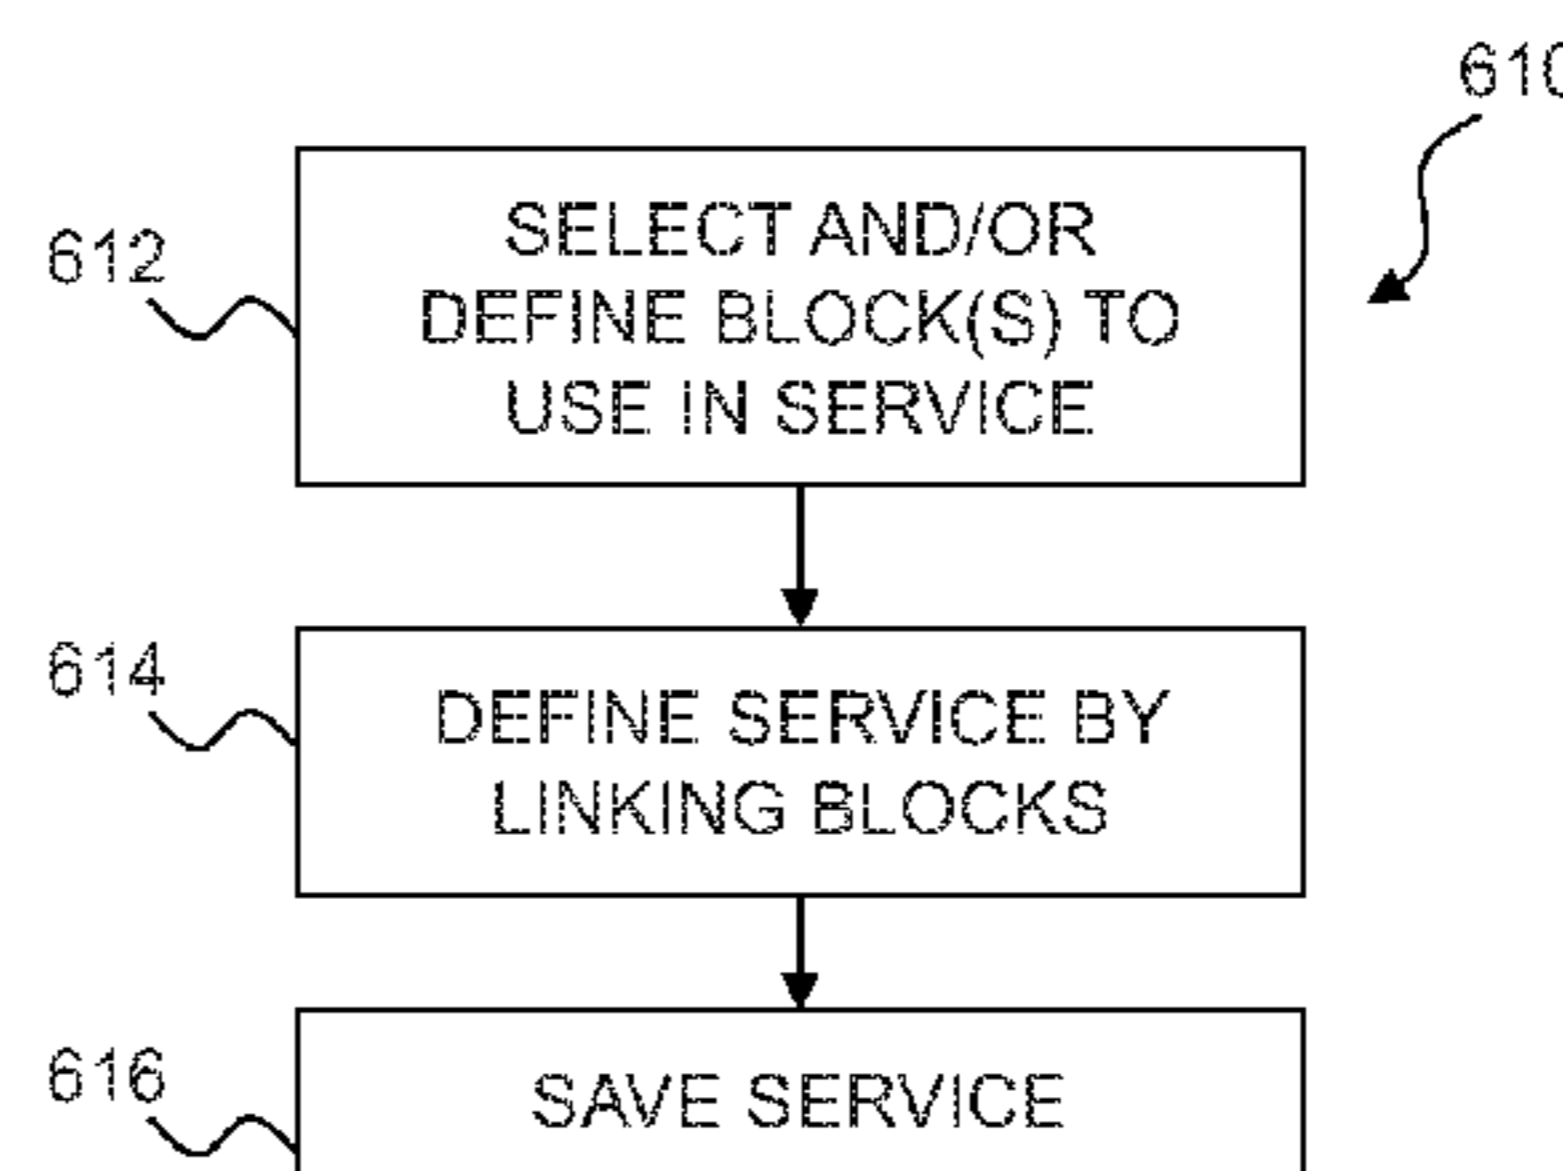 610
612
SELECT AND/OR
DEFINE BLOCK(S) TO
USE IN SERVICE
614
DEFINE SERVICE BY
LINKING BLOCKS
616
SAVE SERVICE